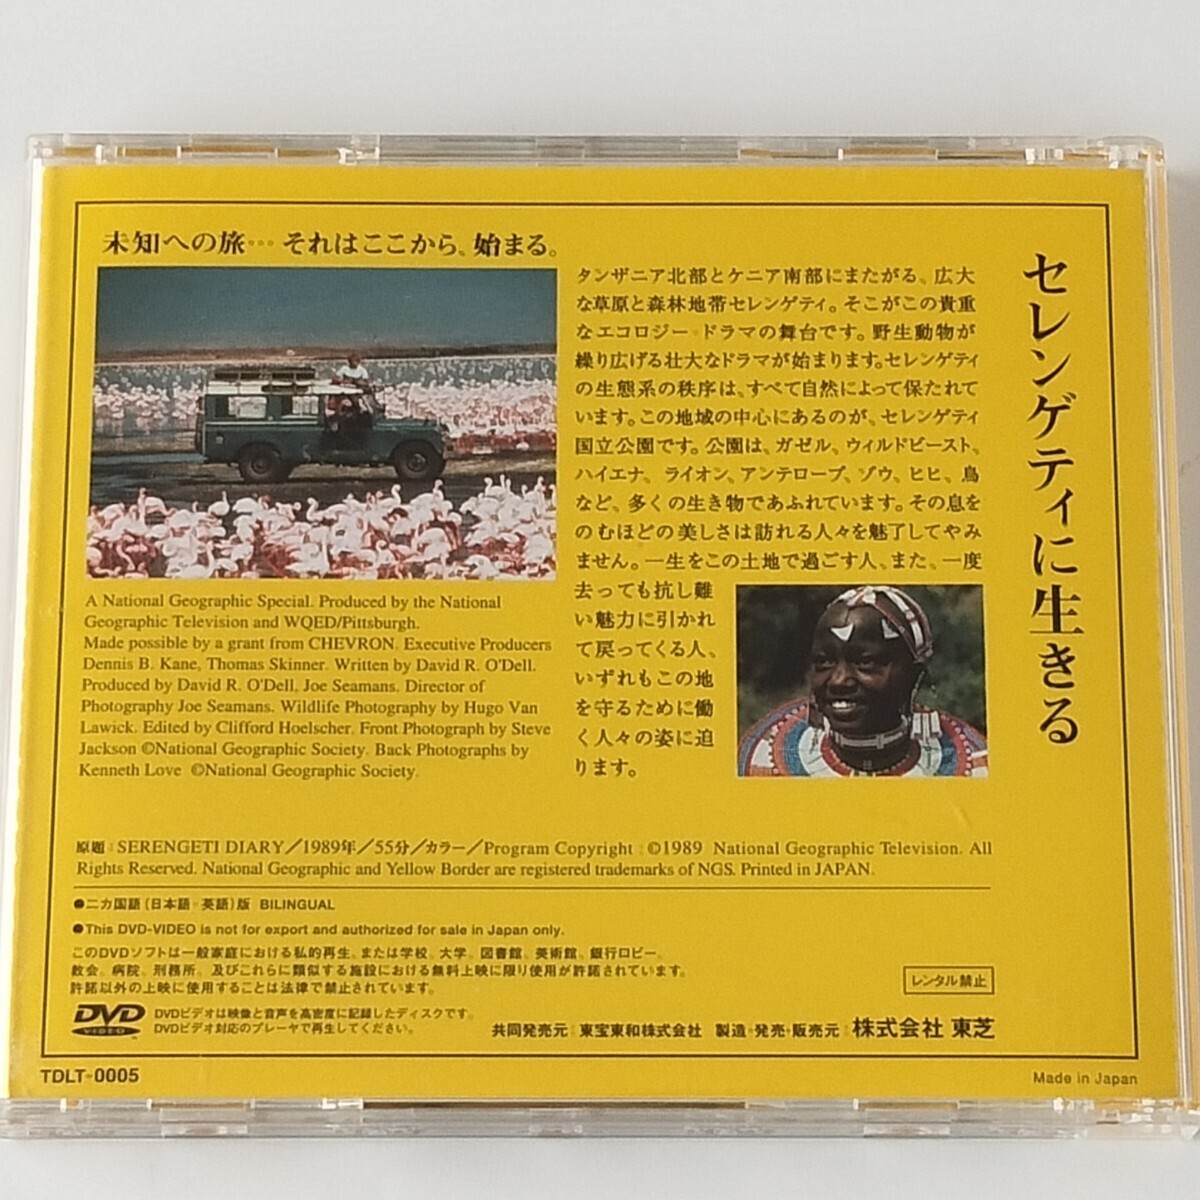 未知への旅…それはここから、始まる。
セレンゲティに生きる
タンザニア北部とケニア南部にまたがる、広大
な草原と森林地帯セレンゲティ。そこがこの貴重
なエコロジー・ドラマの舞台です。野生動物が
繰り広げる壮大なドラマが始まります。セレンゲティ
の生態系の秩序は、すべて自然によって保たれて
います。この地域の中心にあるのが、セレンゲティ
国立公園です。公園は、ガゼル、ウィルドビースト、
ハイエナ、ライオン、アンテロープ、ゾウ、ヒヒ、鳥
など、多くの生き物であふれています。その息を
のむほどの美しさは訪れる人々を魅了してやみ
ません。一生をこの土地で過ごす人、また、一度
去っても抗し難
い魅力に引かれ
て戻ってくる人、
いずれもこの地
を守るために働
く人々の姿に迫
ります。
A National Geographic Special. Produced by the National
Geographic Television and WQED/Pittsburgh.
Made possible by a grant from CHEVRON. Executive Producers
Dennis B. Kane, Thomas Skinner. Written by David R. O'Dell.
Produced by David R. O'Dell, Joe Seamans. Director of
Photography Joe Seamans. Wildlife Photography by Hugo Van
Lawick. Edited by Clifford Hoelscher. Front Photograph by Steve
Jackson ©National Geographic Society. Back Photographs by
Kenneth Love ©National Geographic Society.
原題：SERENGETI DIARY／1989年／55分／カラー／Program Copyright：©1989 National Geographic Television. All
Rights Reserved. National Geographic and Yellow Border are registered trademarks of NGS. Printed in JAPAN.
●二カ国語（日本語・英語）版 BILINGUAL
●This DVD-VIDEO is not for export and authorized for sale in Japan only.
このDVDソフトは一般家庭における私的再生、または学校、大学、図書館、美術館、銀行ロビー、
教会、病院、刑務所、及びこれらに類似する施設における無料上映に限り使用が許諾されています。
許諾以外の上映に使用することは法律で禁止されています。
レンタル禁止
DVD VIDEO
DVDビデオは映像と音声を高密度に記録したディスクです。
DVDビデオ対応のプレーヤで再生してください。
共同発売元：東宝東和株式会社 製造・発売・販売元：株式会社 東芝
TDLT-0005
Made in Japan